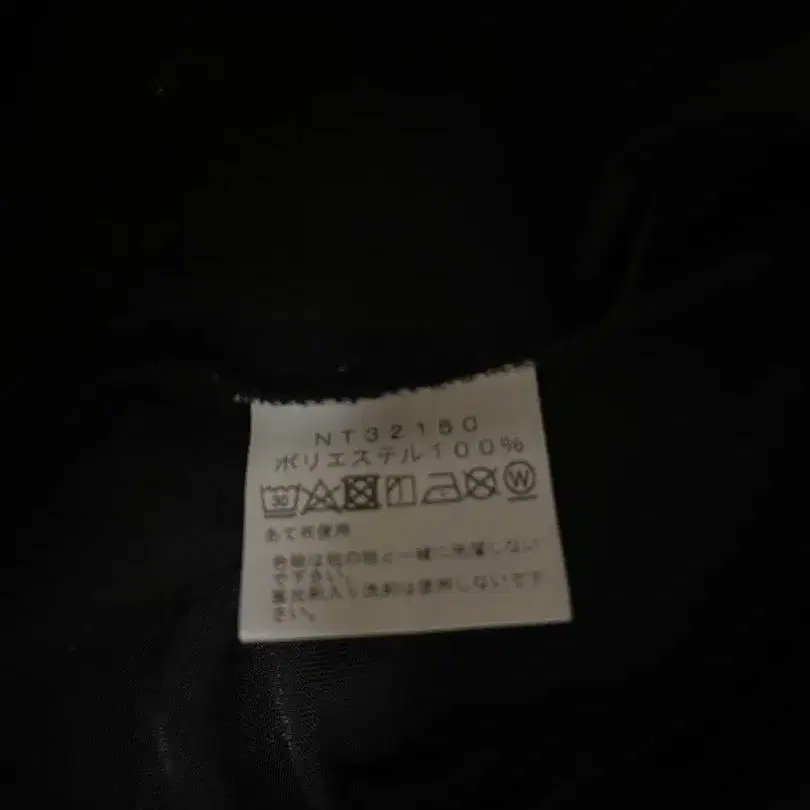 NT32150
ポリエステル100%
30 W
あて布使用
色物は他の物と一緒に洗濯しない
で下さい。
蛍光剤入り洗剤は使用しないで下
さい。